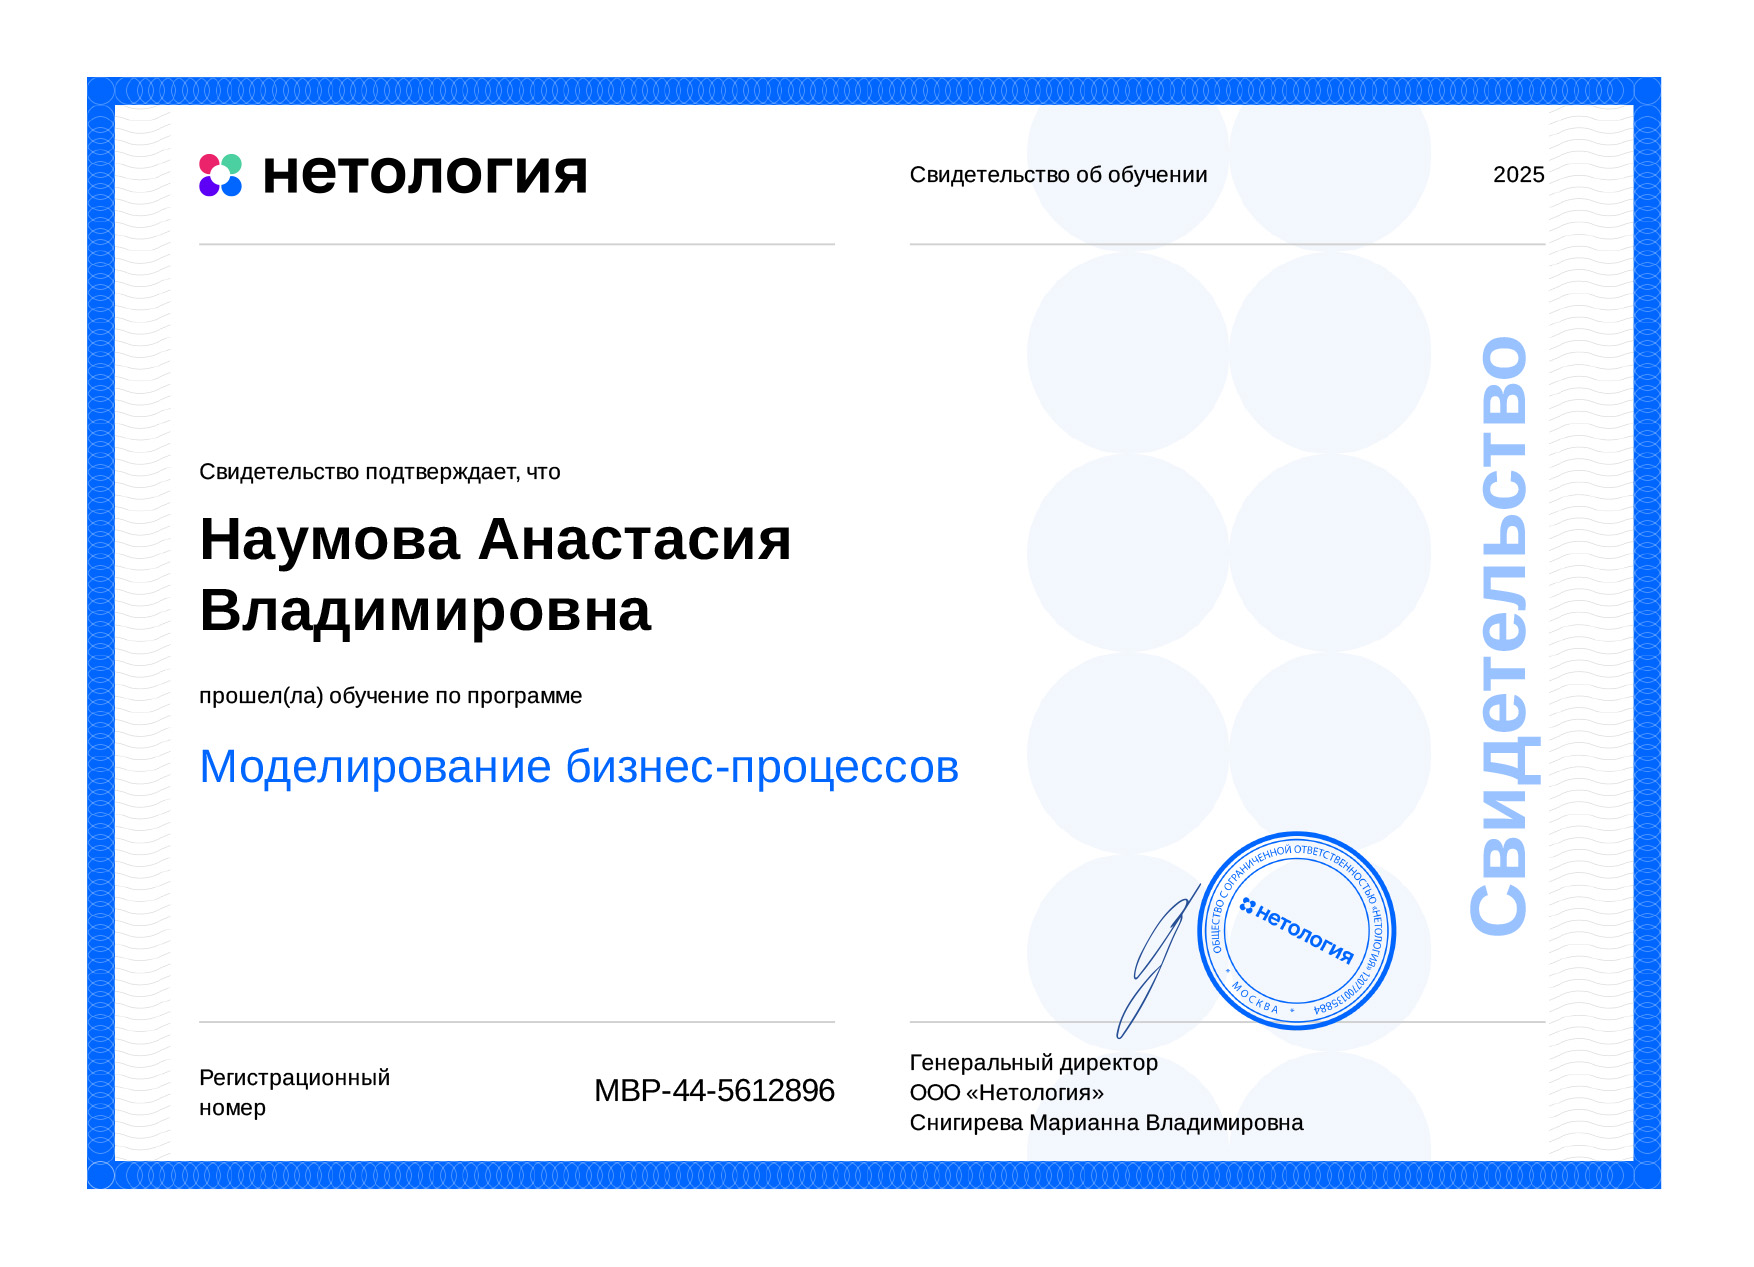 нетология
Свидетельство об обучении
2025
Свидетельство подтверждает, что
Наумова Анастасия
Владимировна
прошел(ла) обучение по программе
Моделирование бизнес-процессов
Свидетельство
ОБЩЕСТВО С ОГРАНИЧЕННОЙ ОТВЕТСТВЕННОСТЬЮ «НЕТОЛОГИЯ» 1207700135884
* МОСКВА *
нетология
Регистрационный
номер
МВР-44-5612896
Генеральный директор
ООО «Нетология»
Снигирева Марианна Владимировна